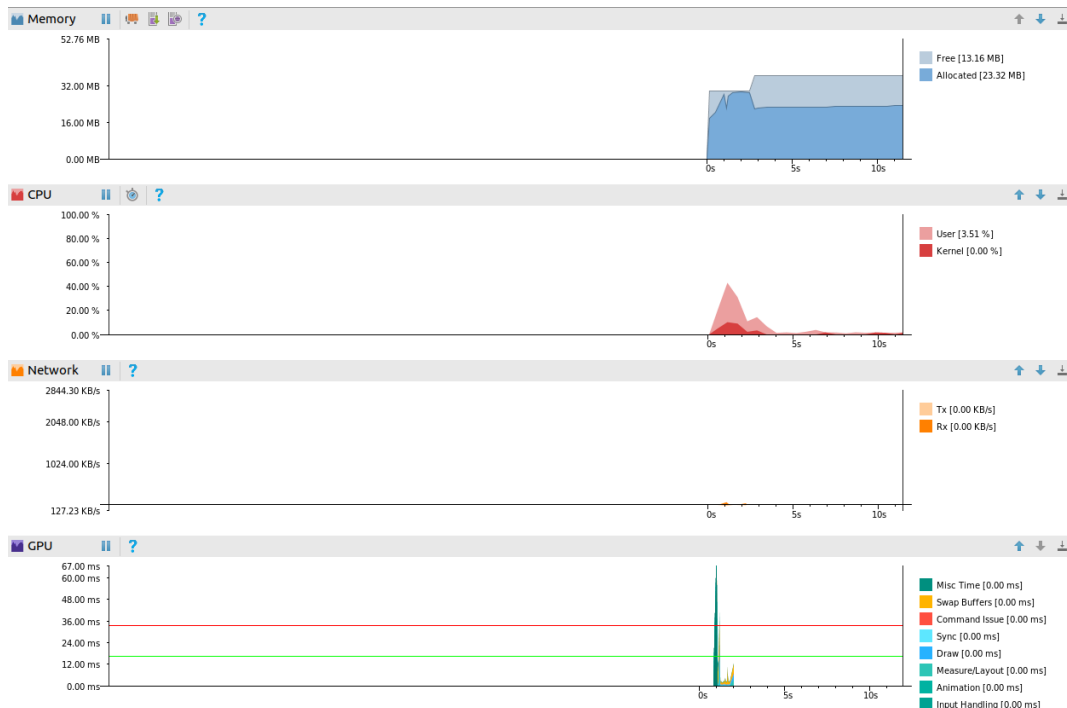 Memory
?
52.76 MB
32.00 MB
16.00 MB
0.00 MB
0s 5s 10s
Free [13.16 MB]
Allocated [23.32 MB]
CPU
?
100.00 %
80.00 %
60.00 %
40.00 %
20.00 %
0.00 %
0s 5s 10s
User [3.51 %]
Kernel [0.00 %]
Network
?
2844.30 KB/s
2048.00 KB/s
1024.00 KB/s
127.23 KB/s
0s 5s 10s
Tx [0.00 KB/s]
Rx [0.00 KB/s]
GPU
?
67.00 ms
60.00 ms
48.00 ms
36.00 ms
24.00 ms
12.00 ms
0.00 ms
0s 5s 10s
Misc Time [0.00 ms]
Swap Buffers [0.00 ms]
Command Issue [0.00 ms]
Sync [0.00 ms]
Draw [0.00 ms]
Measure/Layout [0.00 ms]
Animation [0.00 ms]
Input Handling [0.00 ms]